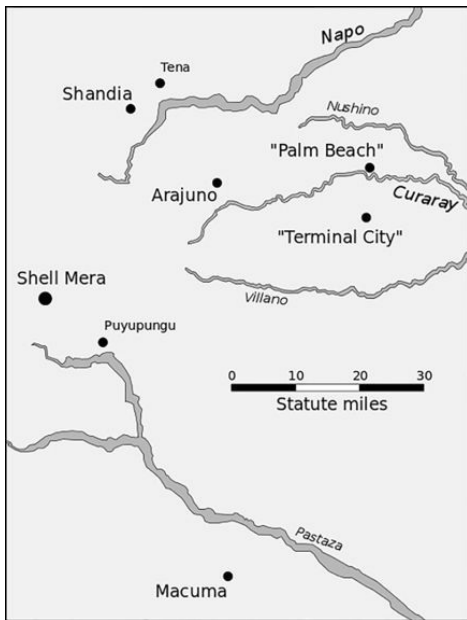 Napo
Tena
Shandia
Nushino
"Palm Beach"
Arajuno
Curaray
"Terminal City"
Shell Mera
Villano
Puyupungu
0 10 20 30
Statute miles
Pastaza
Macuma